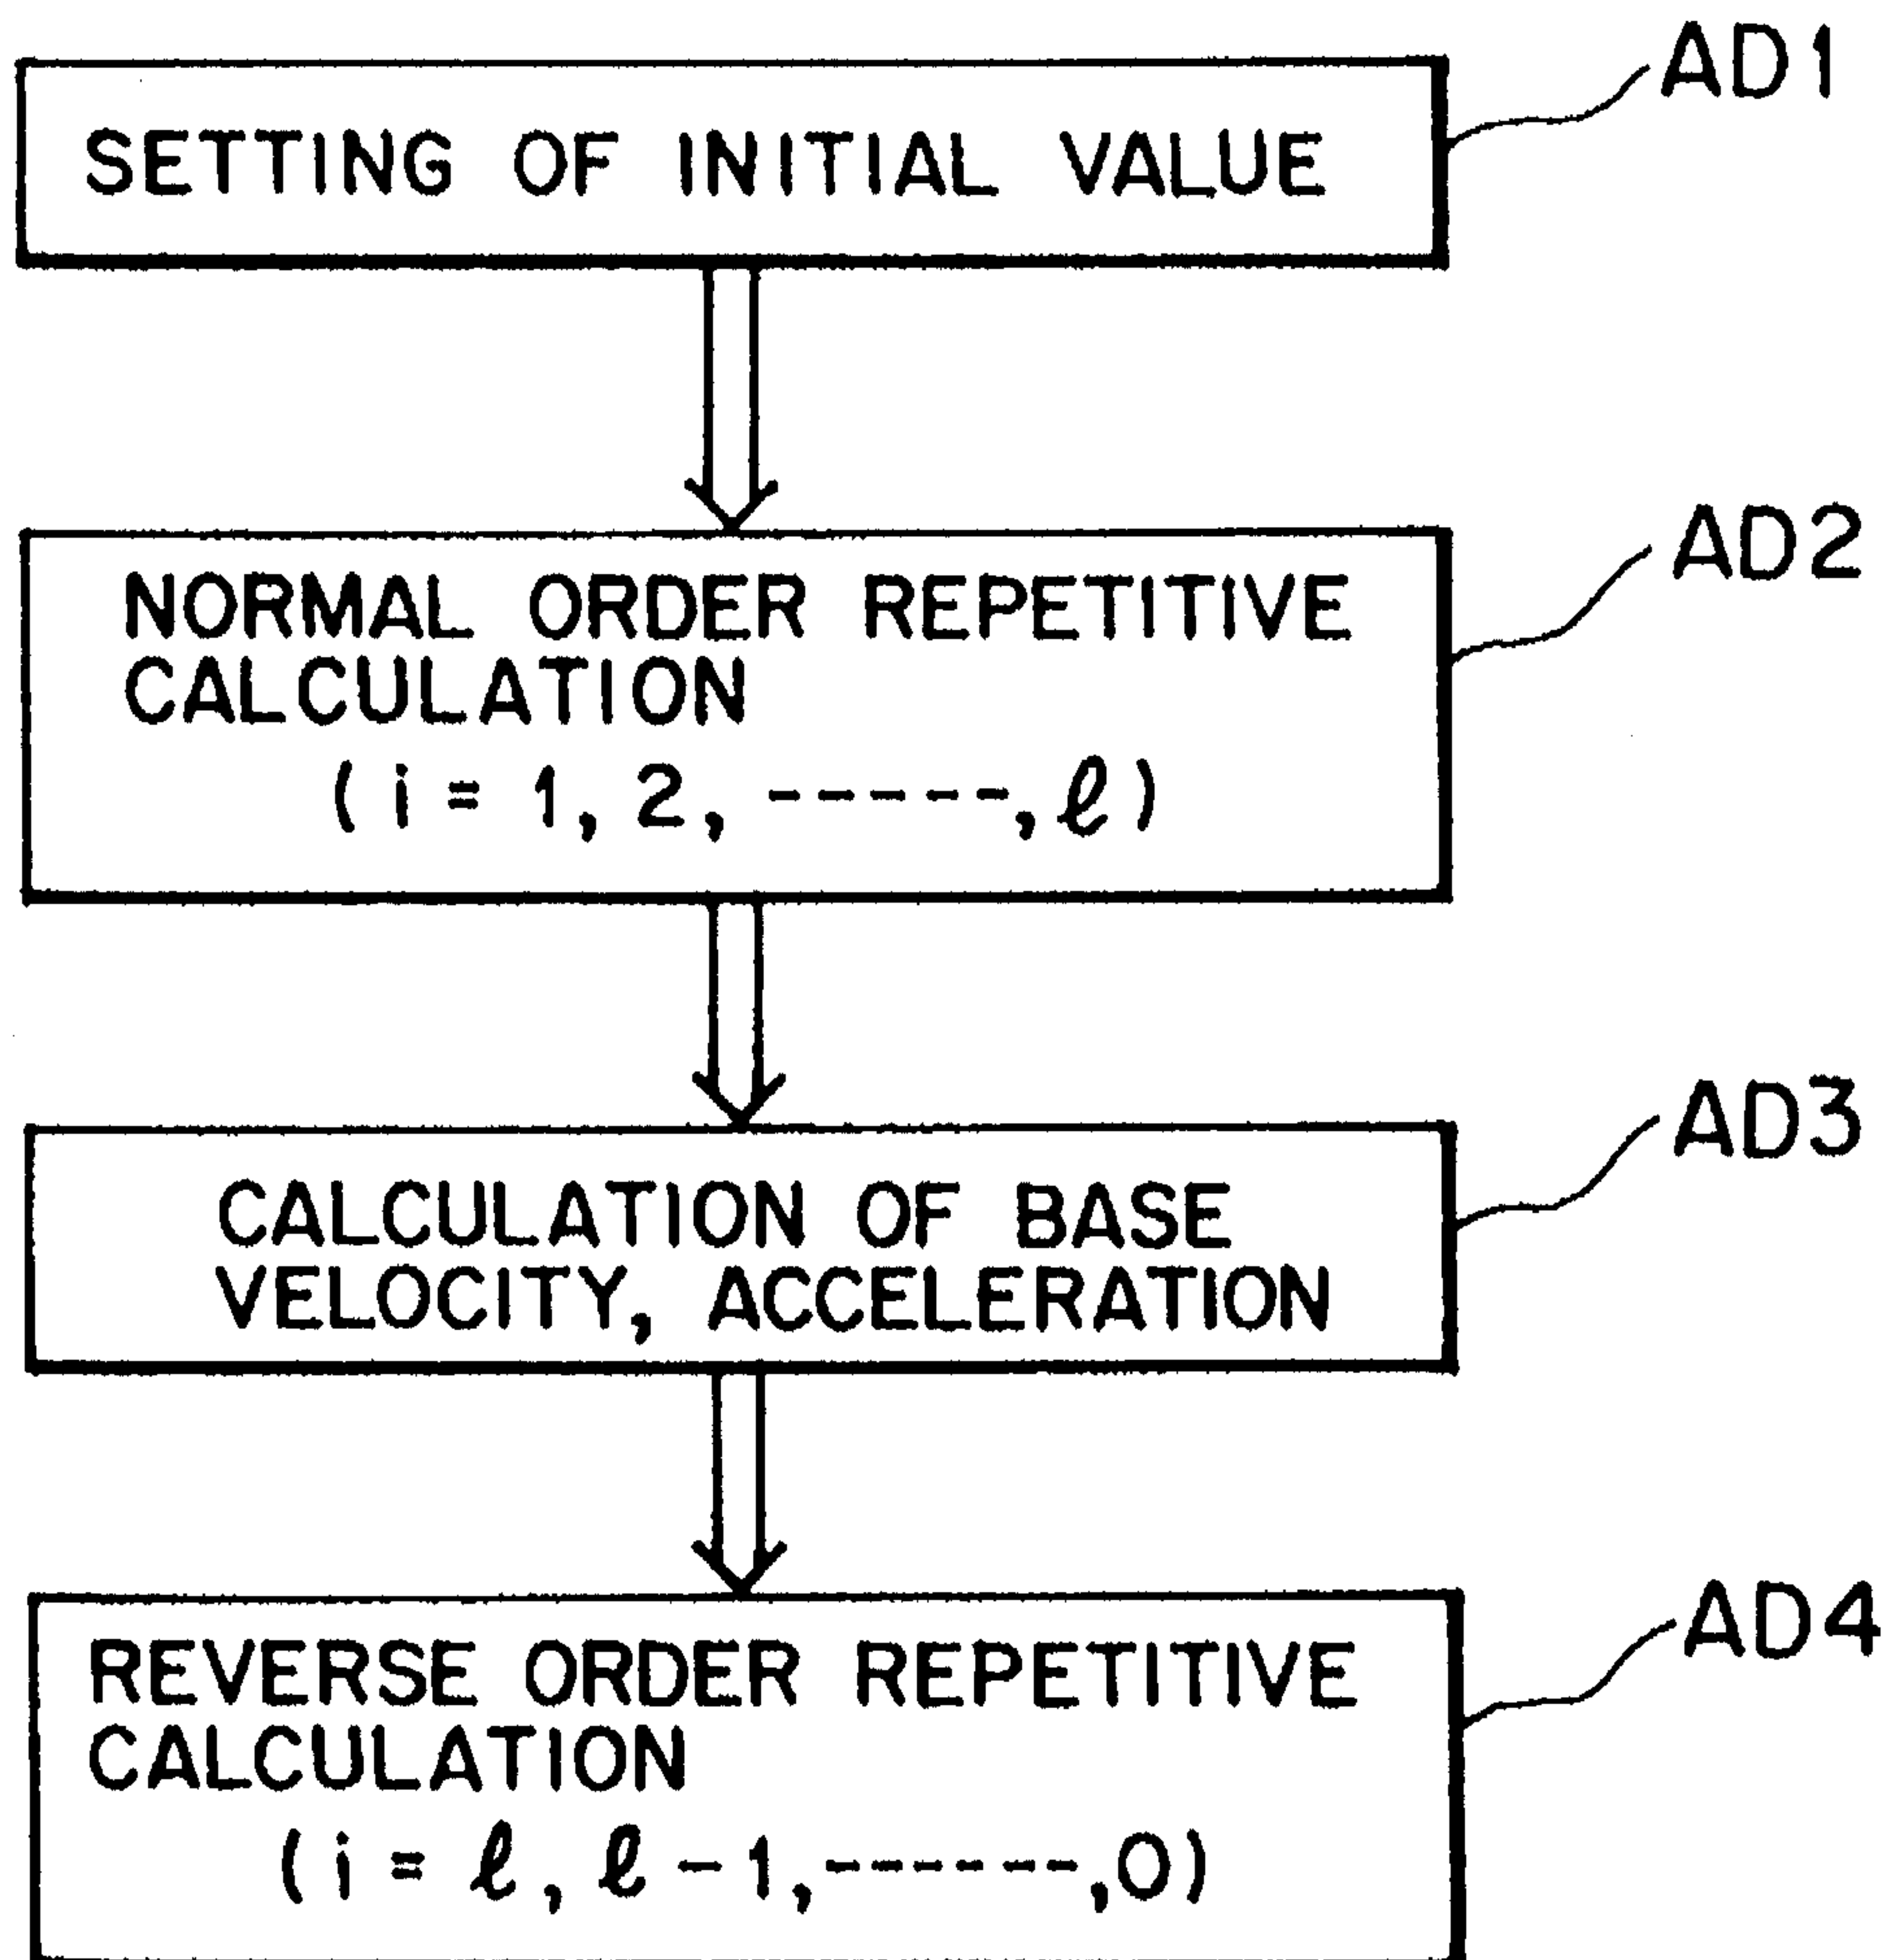 AD1
SETTING OF INITIAL VALUE
AD2
NORMAL ORDER REPETITIVE
CALCULATION
( i = 1, 2, -----, ℓ )
AD3
CALCULATION OF BASE
VELOCITY, ACCELERATION
AD4
REVERSE ORDER REPETITIVE
CALCULATION
( i = ℓ, ℓ - 1, ------, 0)